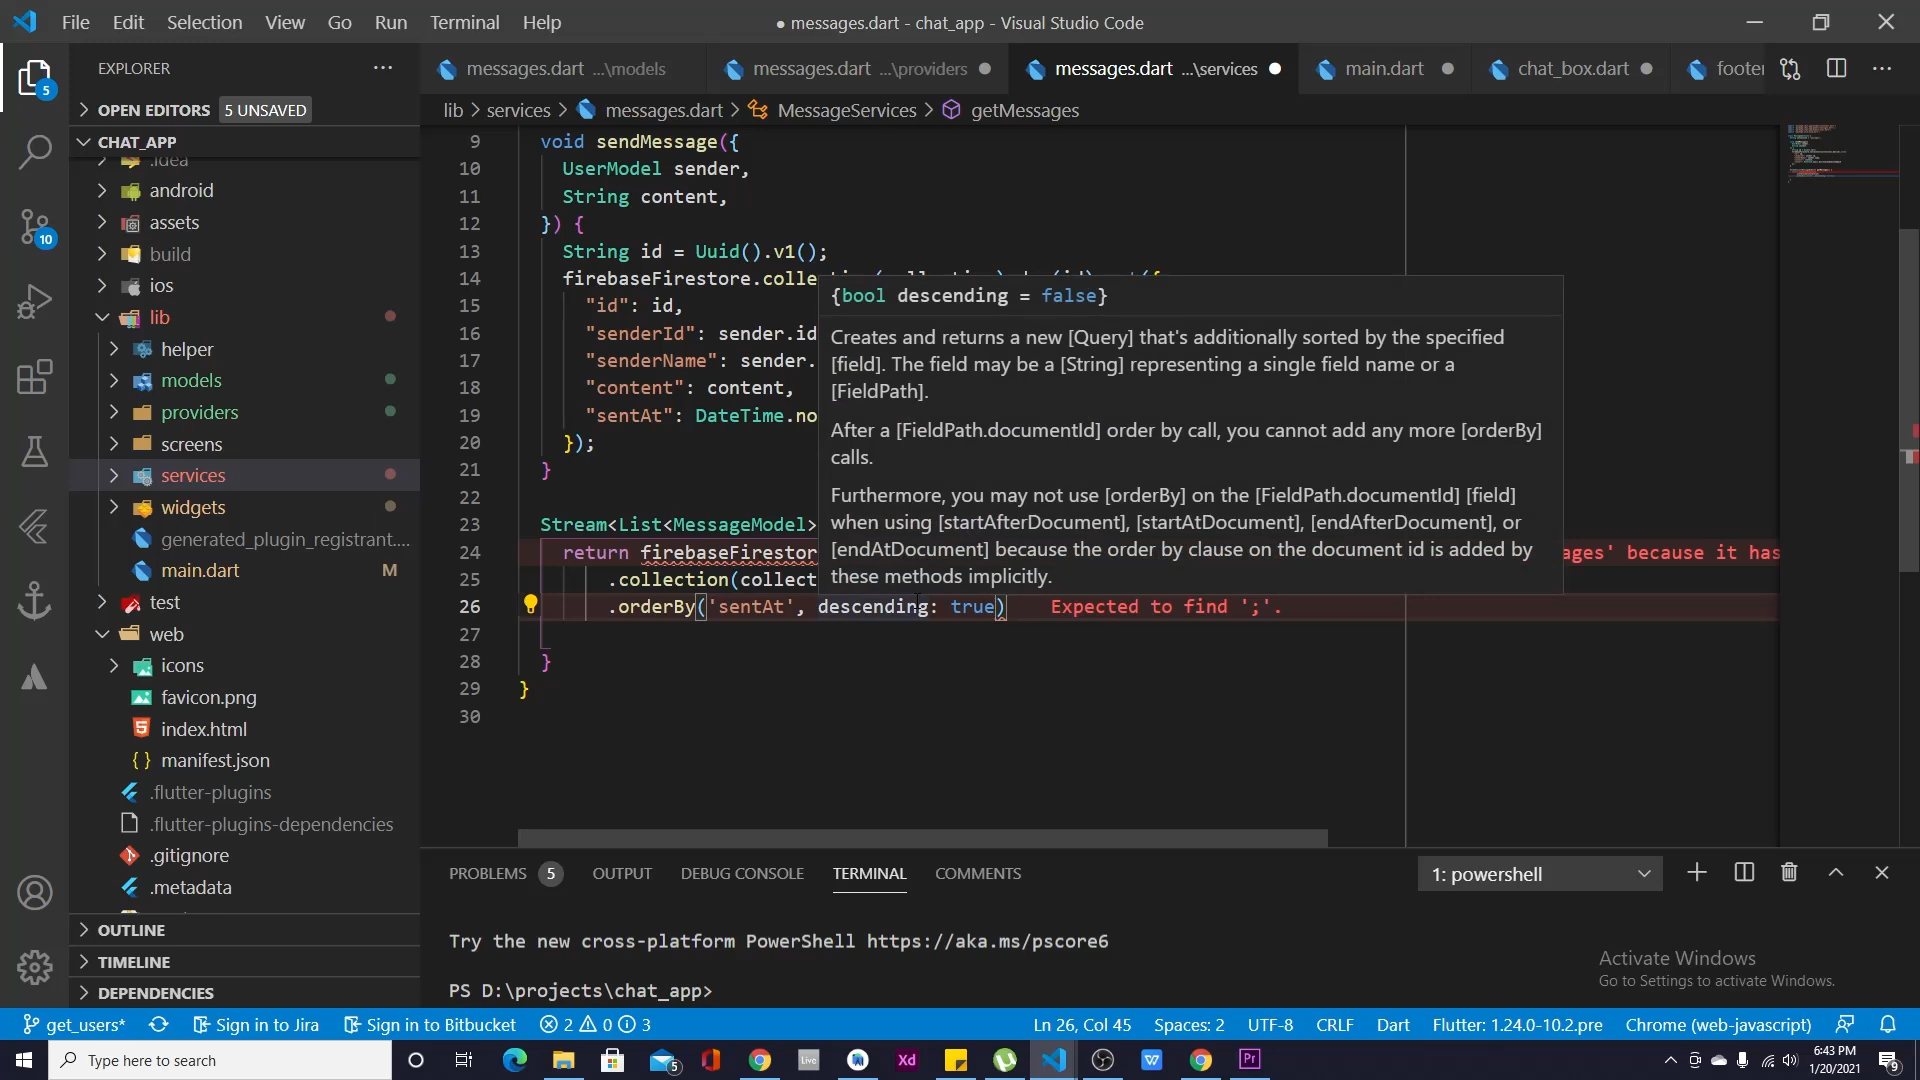 File Edit Selection View Go Run Terminal Help
● messages.dart - chat_app - Visual Studio Code
EXPLORER
messages.dart ...\models
messages.dart ...\providers
messages.dart ...\services
main.dart
chat_box.dart
footer
OPEN EDITORS 5 UNSAVED
lib > services > messages.dart > MessageServices > getMessages
CHAT_APP
.idea
android
assets
build
ios
lib
helper
models
providers
screens
services
widgets
generated_plugin_registrant....
main.dart M
test
web
icons
favicon.png
index.html
manifest.json
.flutter-plugins
.flutter-plugins-dependencies
.gitignore
.metadata
OUTLINE
TIMELINE
DEPENDENCIES
5
10
9 void sendMessage({
10 UserModel sender,
11 String content,
12 }) {
13 String id = Uuid().v1();
14 firebaseFirestore.colle
15 "id": id,
16 "senderId": sender.id
17 "senderName": sender.
18 "content": content,
19 "sentAt": DateTime.no
20 });
21 }
22
23 Stream<List<MessageModel>
24 return firebaseFirestor
ages' because it has
25 .collection(collect
26 .orderBy('sentAt', descending: true) Expected to find ';'.
27
28 }
29 }
30
{bool descending = false}
Creates and returns a new [Query] that's additionally sorted by the specified
[field]. The field may be a [String] representing a single field name or a
[FieldPath].
After a [FieldPath.documentId] order by call, you cannot add any more [orderBy]
calls.
Furthermore, you may not use [orderBy] on the [FieldPath.documentId] [field]
when using [startAfterDocument], [startAtDocument], [endAfterDocument], or
[endAtDocument] because the order by clause on the document id is added by
these methods implicitly.
PROBLEMS 5 OUTPUT DEBUG CONSOLE TERMINAL COMMENTS
1: powershell
Try the new cross-platform PowerShell https://aka.ms/pscore6
PS D:\projects\chat_app>
Activate Windows
Go to Settings to activate Windows.
get_users* Sign in to Jira Sign in to Bitbucket 2 0 3
Ln 26, Col 45 Spaces: 2 UTF-8 CRLF Dart Flutter: 1.24.0-10.2.pre Chrome (web-javascript)
Type here to search
5
Live
Xd
Pr
6:43 PM
1/20/2021
9